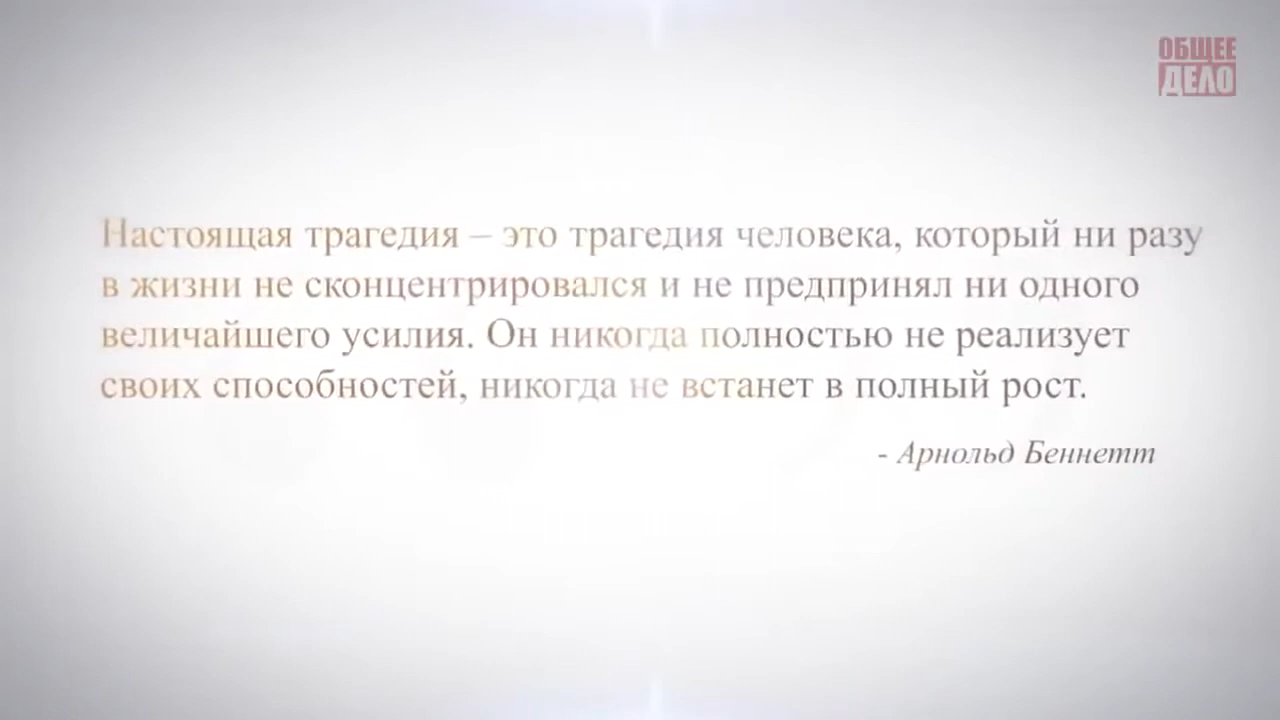 ОБЩЕЕ
ДЕЛО
Настоящая трагедия – это трагедия человека, который ни разу
в жизни не сконцентрировался и не предпринял ни одного
величайшего усилия. Он никогда полностью не реализует
своих способностей, никогда не встанет в полный рост.
- Арнольд Беннетт